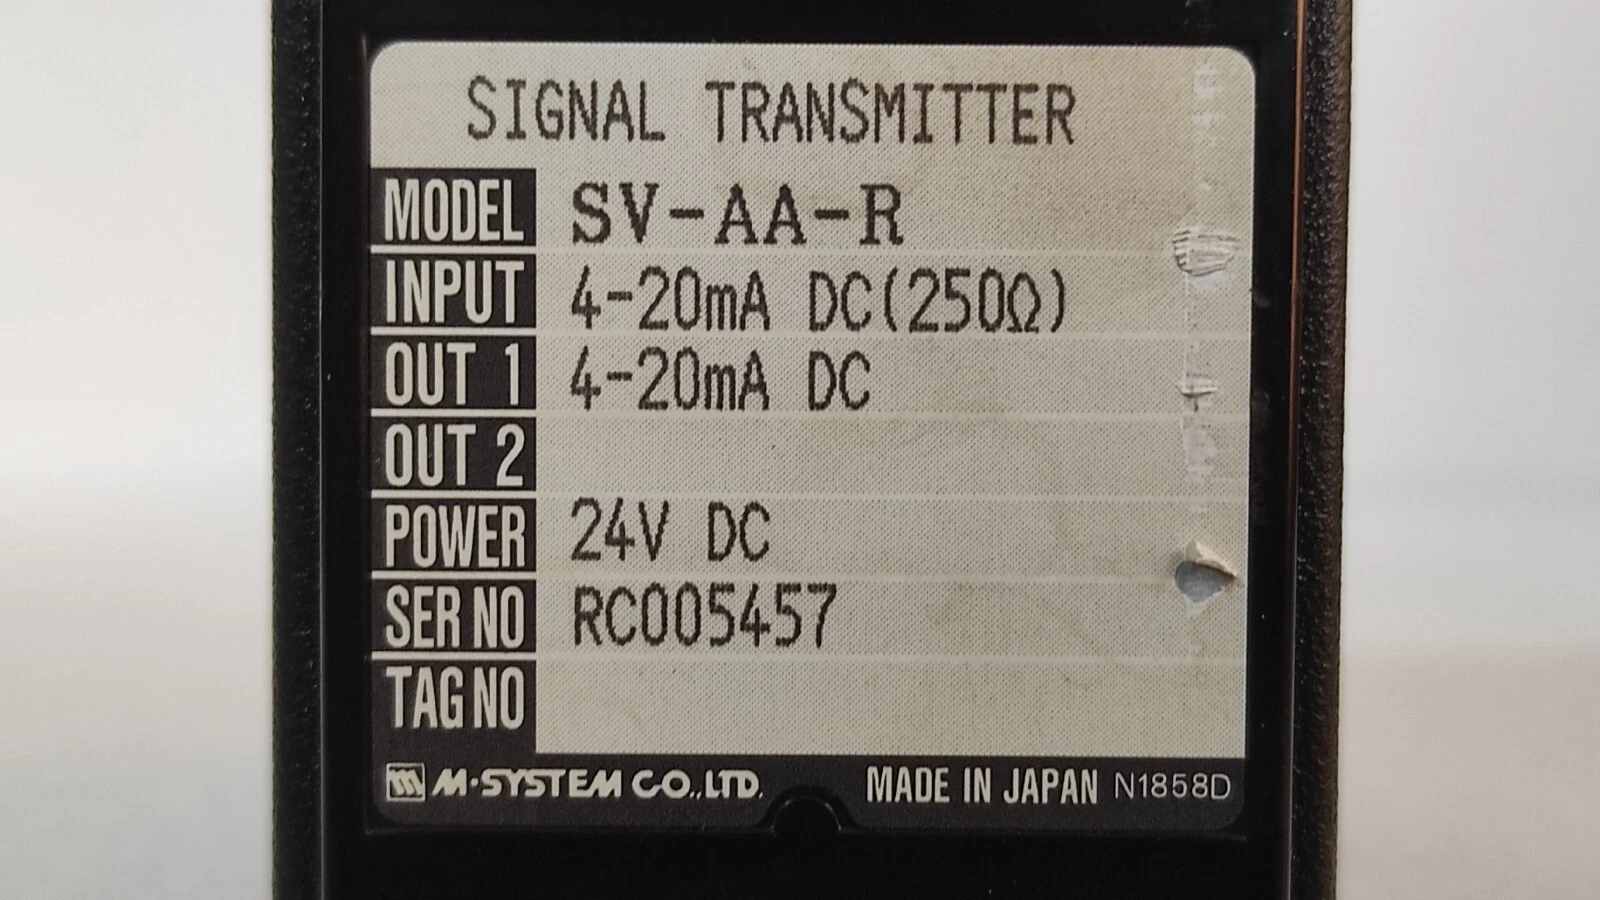 SIGNAL TRANSMITTER
MODEL SV-AA-R
INPUT 4-20mA DC(250Ω)
OUT 1 4-20mA DC
OUT 2
POWER 24V DC
SER NO RC005457
TAG NO
M·SYSTEM CO.,LTD. MADE IN JAPAN N1858D